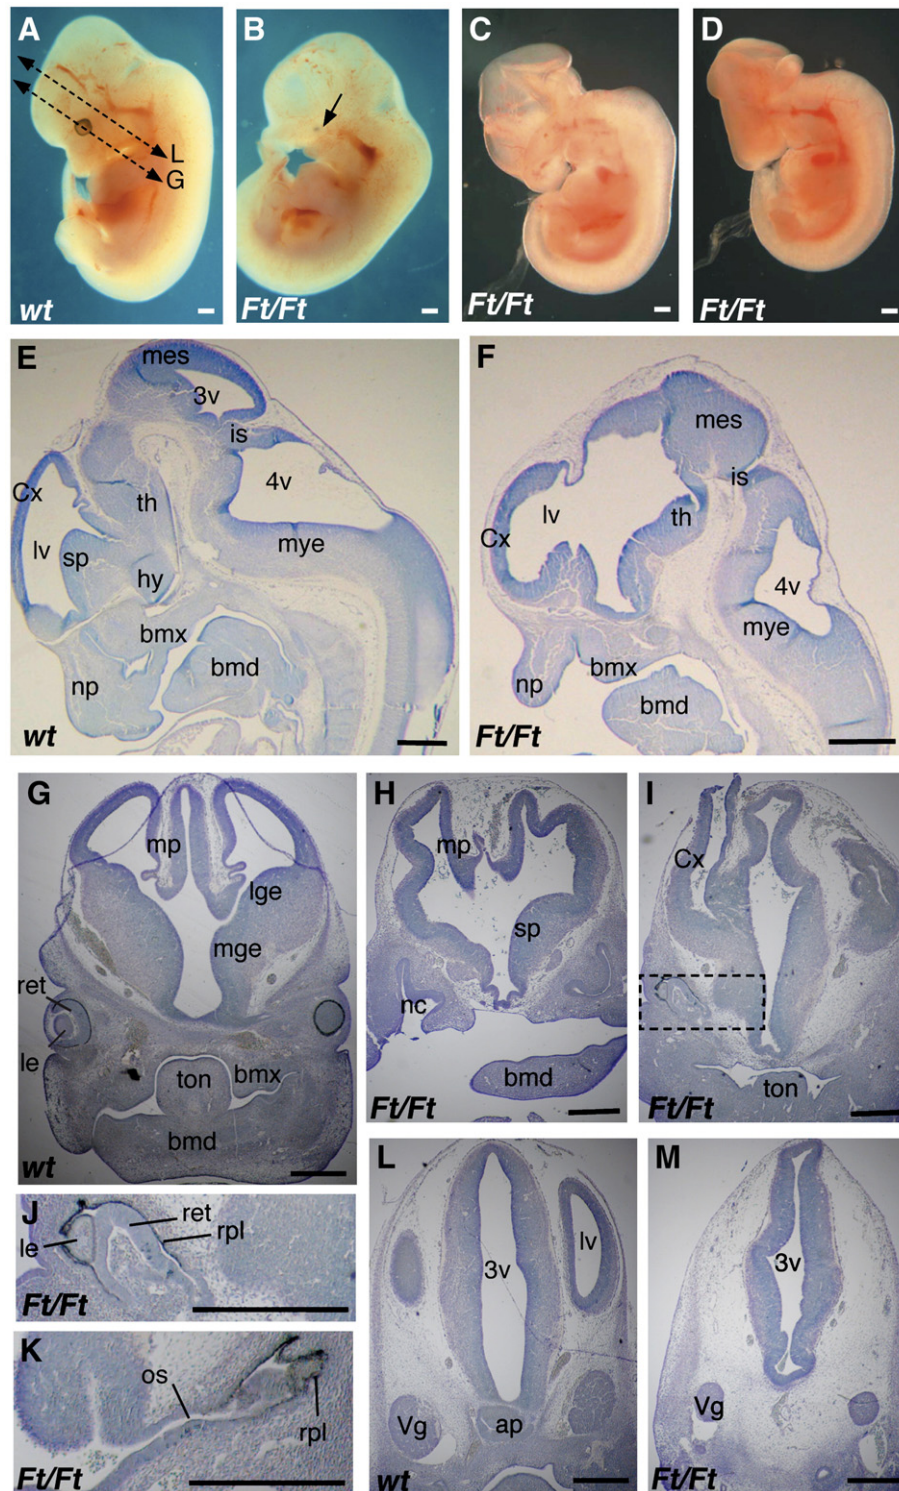 A
B
C
D
L
G
wt
Ft/Ft
Ft/Ft
Ft/Ft
E
mes
3v
is
Cx
th
4v
lv
sp
mye
hy
bmx
bmd
np
wt
F
mes
is
lv
th
Cx
4v
mye
bmx
np
bmd
Ft/Ft
G
mp
lge
mge
ret
le
ton
bmx
bmd
wt
H
mp
sp
nc
bmd
Ft/Ft
I
Cx
ton
Ft/Ft
J
ret
le
rpl
Ft/Ft
K
os
rpl
Ft/Ft
L
lv
3v
Vg
ap
wt
M
3v
Vg
Ft/Ft